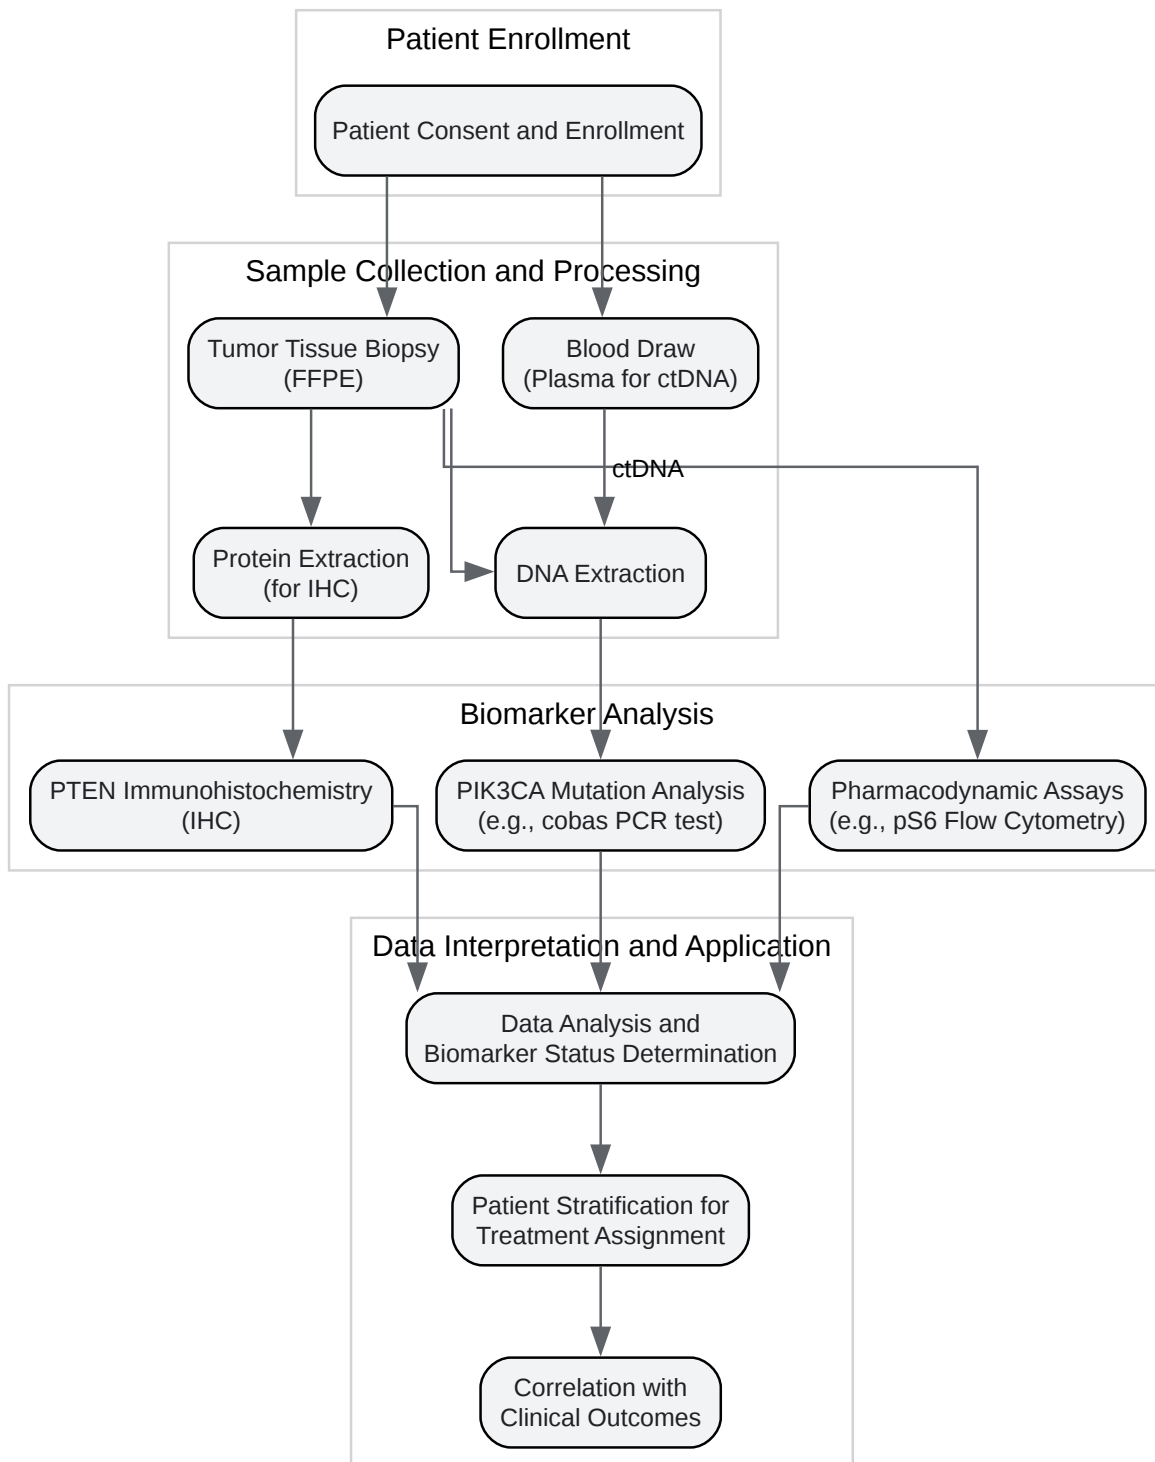 Patient Enrollment
Patient Consent and Enrollment
Sample Collection and Processing
Tumor Tissue Biopsy
(FFPE)
Blood Draw
(Plasma for ctDNA)
ctDNA
Protein Extraction
(for IHC)
DNA Extraction
Biomarker Analysis
PTEN Immunohistochemistry
(IHC)
PIK3CA Mutation Analysis
(e.g., cobas PCR test)
Pharmacodynamic Assays
(e.g., pS6 Flow Cytometry)
Data Interpretation and Application
Data Analysis and
Biomarker Status Determination
Patient Stratification for
Treatment Assignment
Correlation with
Clinical Outcomes